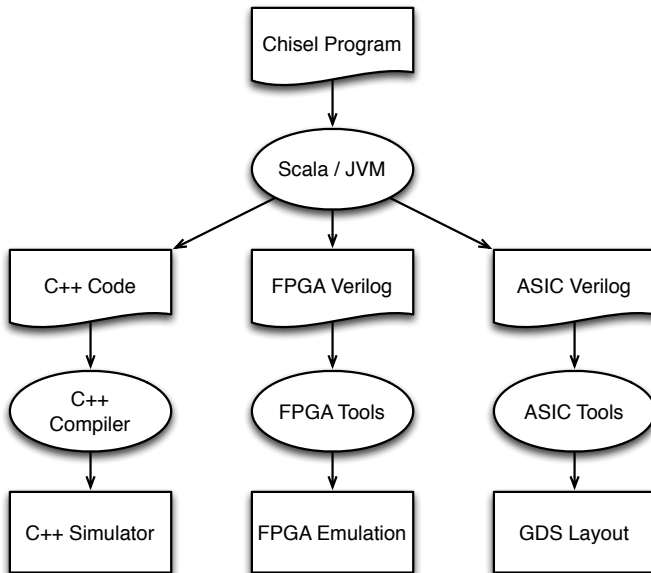 Chisel Program
Scala / JVM
C++ Code
FPGA Verilog
ASIC Verilog
C++
Compiler
FPGA Tools
ASIC Tools
C++ Simulator
FPGA Emulation
GDS Layout